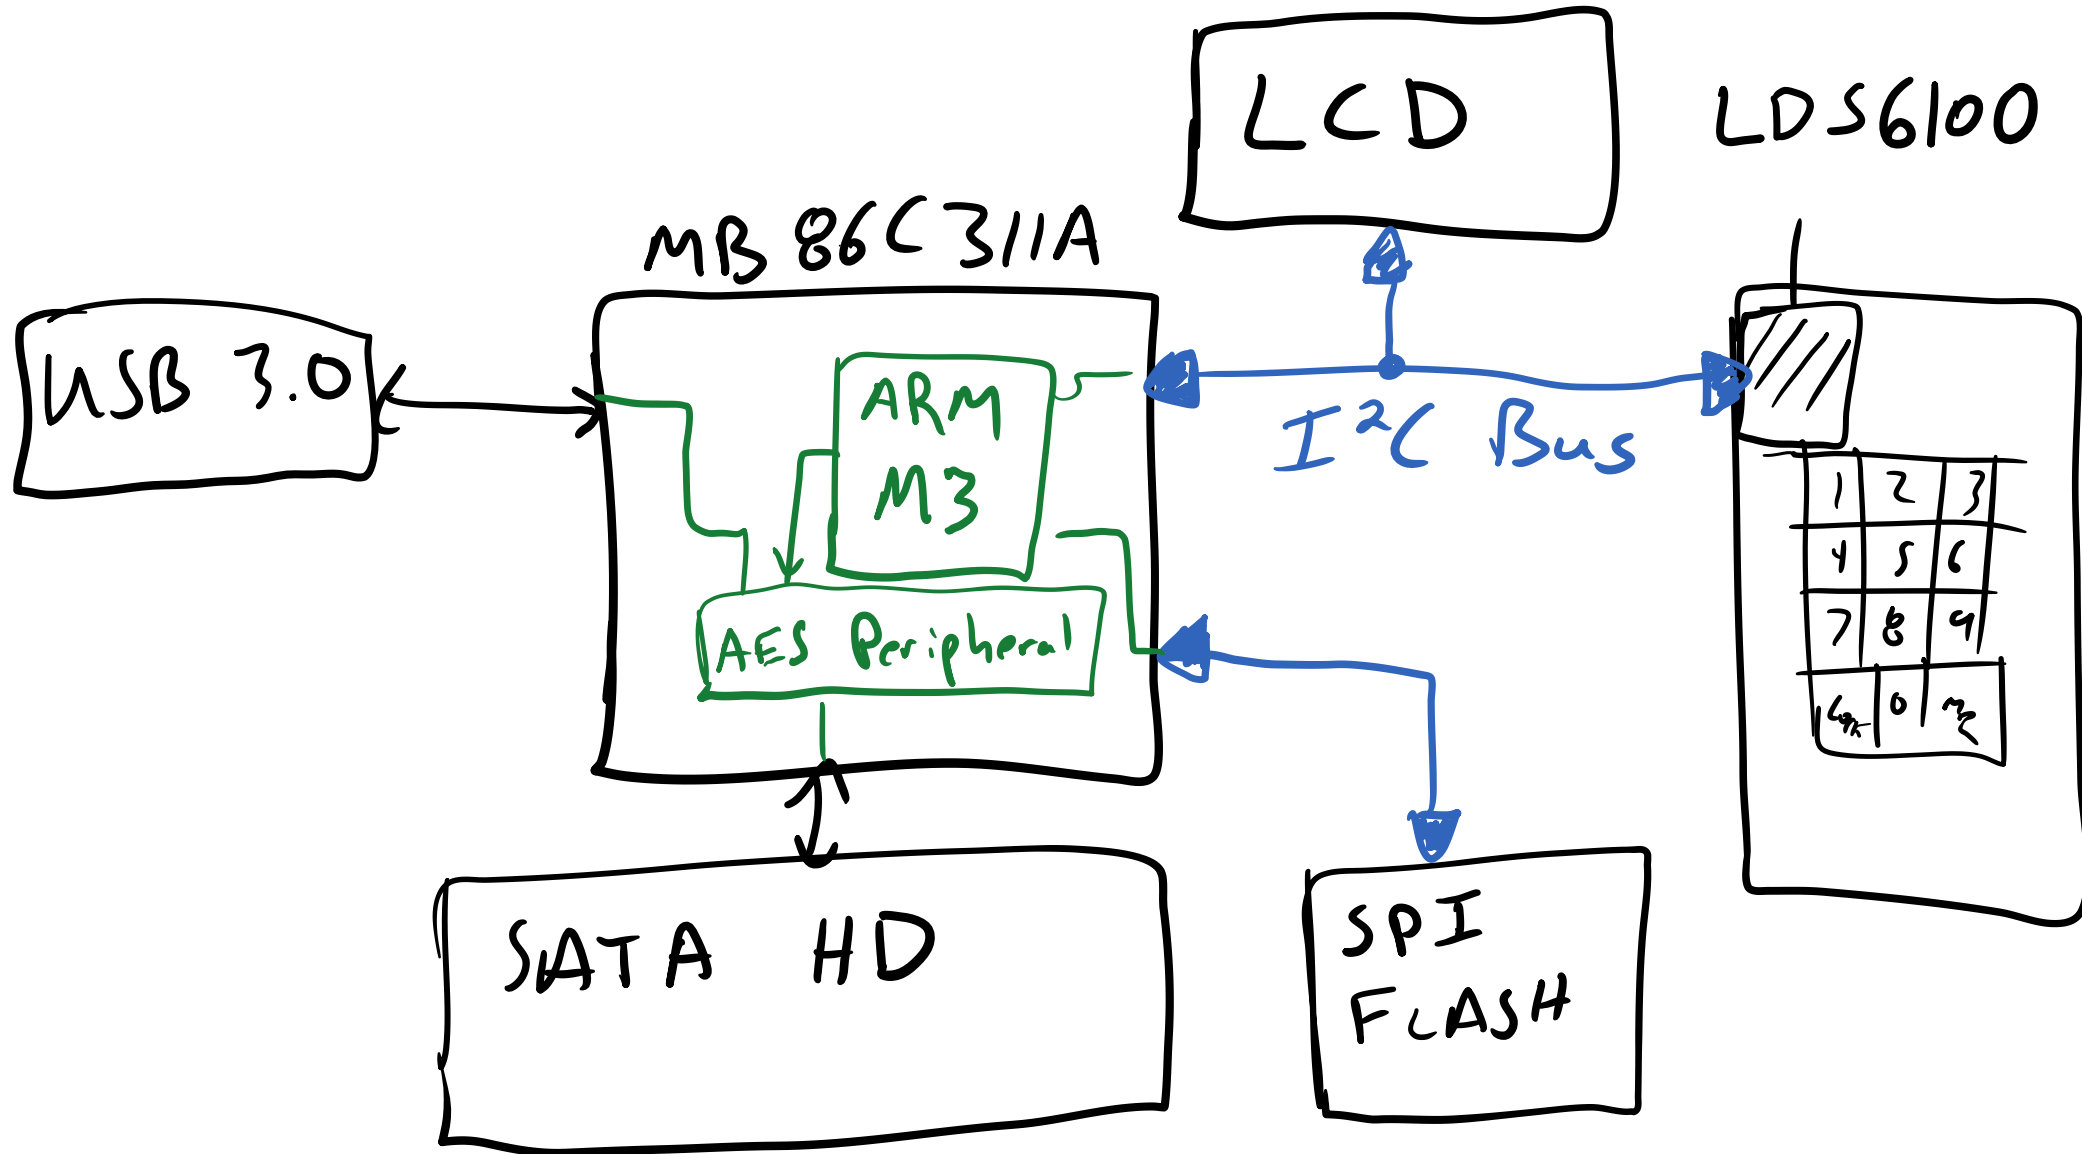 LCD
LDS6100
MB86C311A
USB 3.0
ARM
M3
I²C Bus
1 2 3
4 5 6
7 8 9
0
AES Peripheral
SATA HD
SPI
FLASH